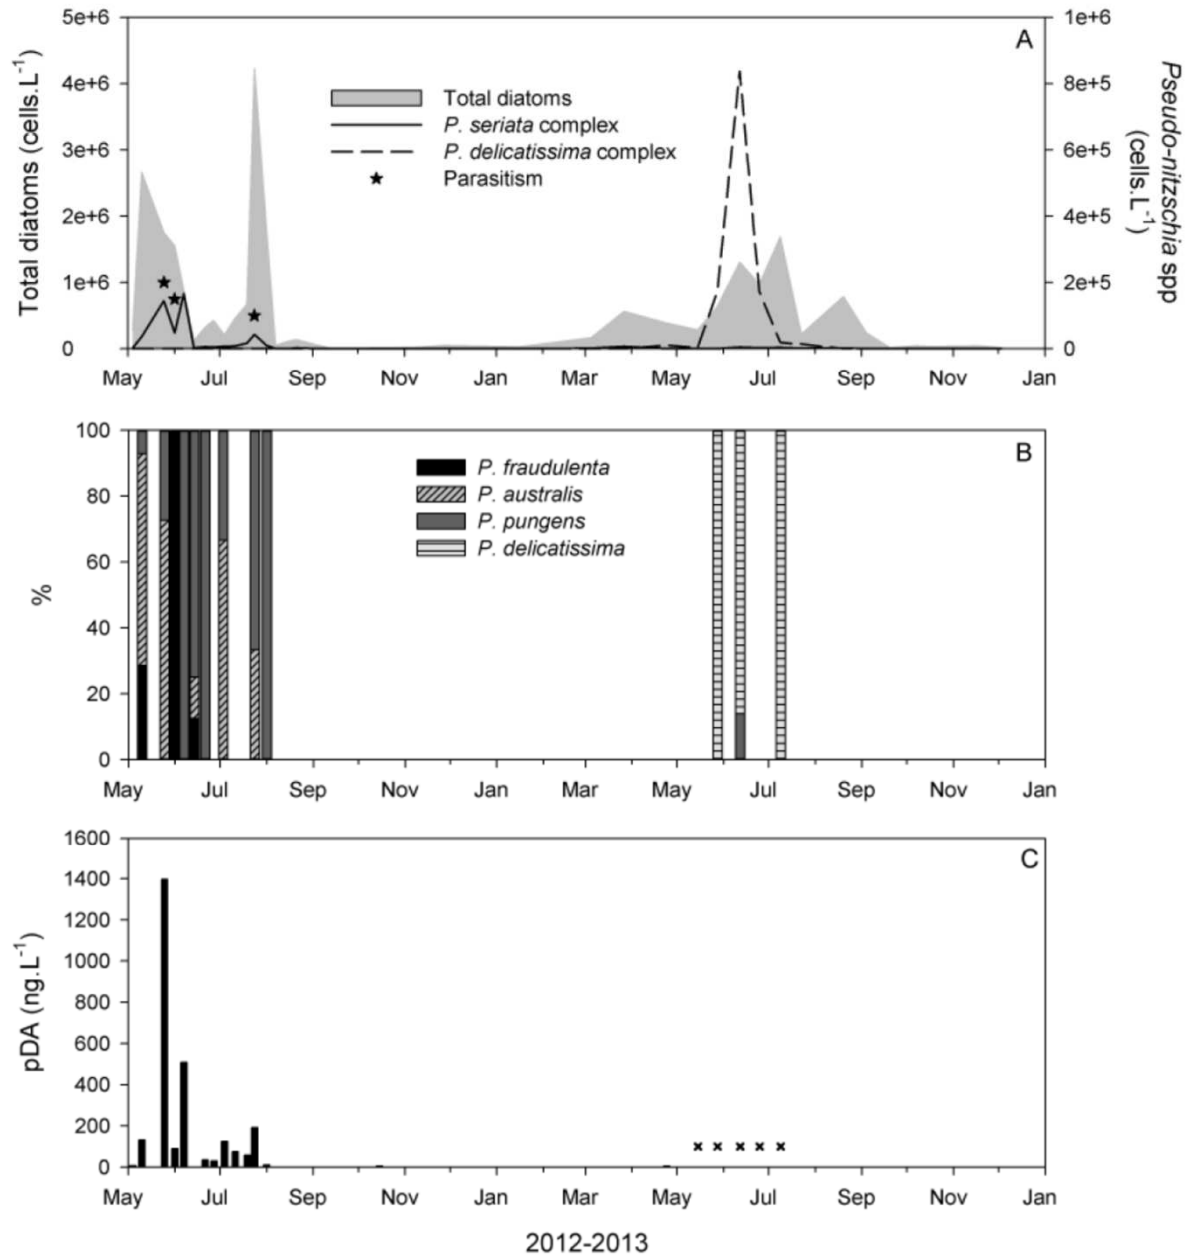 5e+6
4e+6
3e+6
2e+6
1e+6
0
Total diatoms (cells.L⁻¹)
1e+6
8e+5
6e+5
4e+5
2e+5
0
Pseudo-nitzschia spp
(cells.L⁻¹)
A
Total diatoms
P. seriata complex
P. delicatissima complex
Parasitism
May Jul Sep Nov Jan Mar May Jul Sep Nov Jan
100
80
60
40
20
0
%
B
P. fraudulenta
P. australis
P. pungens
P. delicatissima
May Jul Sep Nov Jan Mar May Jul Sep Nov Jan
1600
1400
1200
1000
800
600
400
200
0
pDA (ng.L⁻¹)
C
May Jul Sep Nov Jan Mar May Jul Sep Nov Jan
2012-2013